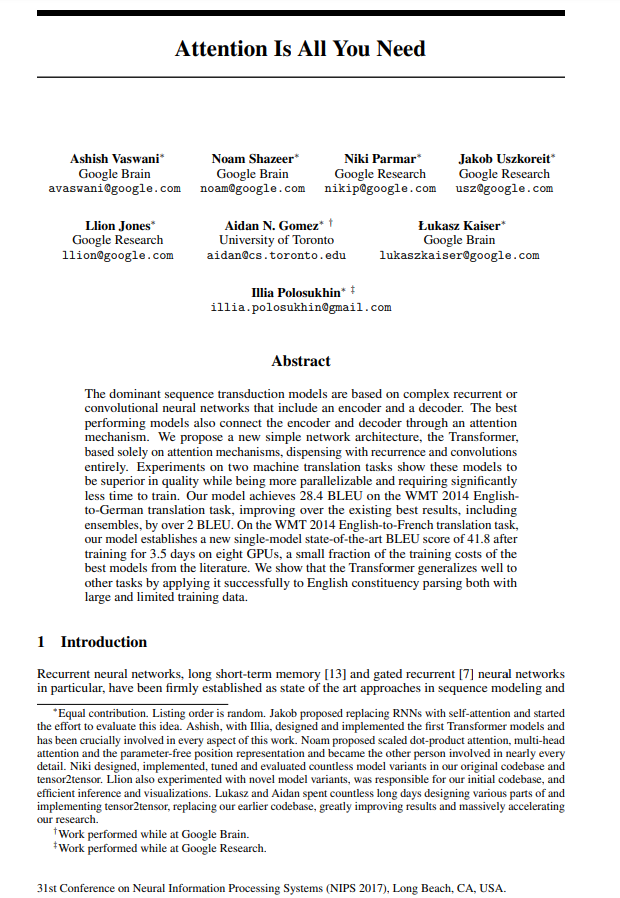 Attention Is All You Need
Ashish Vaswani∗ Noam Shazeer∗ Niki Parmar∗ Jakob Uszkoreit∗
Google Brain Google Brain Google Research Google Research
avaswani@google.com noam@google.com nikip@google.com usz@google.com
Llion Jones∗ Aidan N. Gomez∗ † Łukasz Kaiser∗
Google Research University of Toronto Google Brain
llion@google.com aidan@cs.toronto.edu lukaszkaiser@google.com
Illia Polosukhin∗ ‡
illia.polosukhin@gmail.com
Abstract
The dominant sequence transduction models are based on complex recurrent or
convolutional neural networks that include an encoder and a decoder. The best
performing models also connect the encoder and decoder through an attention
mechanism. We propose a new simple network architecture, the Transformer,
based solely on attention mechanisms, dispensing with recurrence and convolutions
entirely. Experiments on two machine translation tasks show these models to
be superior in quality while being more parallelizable and requiring significantly
less time to train. Our model achieves 28.4 BLEU on the WMT 2014 English-
to-German translation task, improving over the existing best results, including
ensembles, by over 2 BLEU. On the WMT 2014 English-to-French translation task,
our model establishes a new single-model state-of-the-art BLEU score of 41.8 after
training for 3.5 days on eight GPUs, a small fraction of the training costs of the
best models from the literature. We show that the Transformer generalizes well to
other tasks by applying it successfully to English constituency parsing both with
large and limited training data.
1 Introduction
Recurrent neural networks, long short-term memory [13] and gated recurrent [7] neural networks
in particular, have been firmly established as state of the art approaches in sequence modeling and
∗Equal contribution. Listing order is random. Jakob proposed replacing RNNs with self-attention and started
the effort to evaluate this idea. Ashish, with Illia, designed and implemented the first Transformer models and
has been crucially involved in every aspect of this work. Noam proposed scaled dot-product attention, multi-head
attention and the parameter-free position representation and became the other person involved in nearly every
detail. Niki designed, implemented, tuned and evaluated countless model variants in our original codebase and
tensor2tensor. Llion also experimented with novel model variants, was responsible for our initial codebase, and
efficient inference and visualizations. Lukasz and Aidan spent countless long days designing various parts of and
implementing tensor2tensor, replacing our earlier codebase, greatly improving results and massively accelerating
our research.
†Work performed while at Google Brain.
‡Work performed while at Google Research.
31st Conference on Neural Information Processing Systems (NIPS 2017), Long Beach, CA, USA.